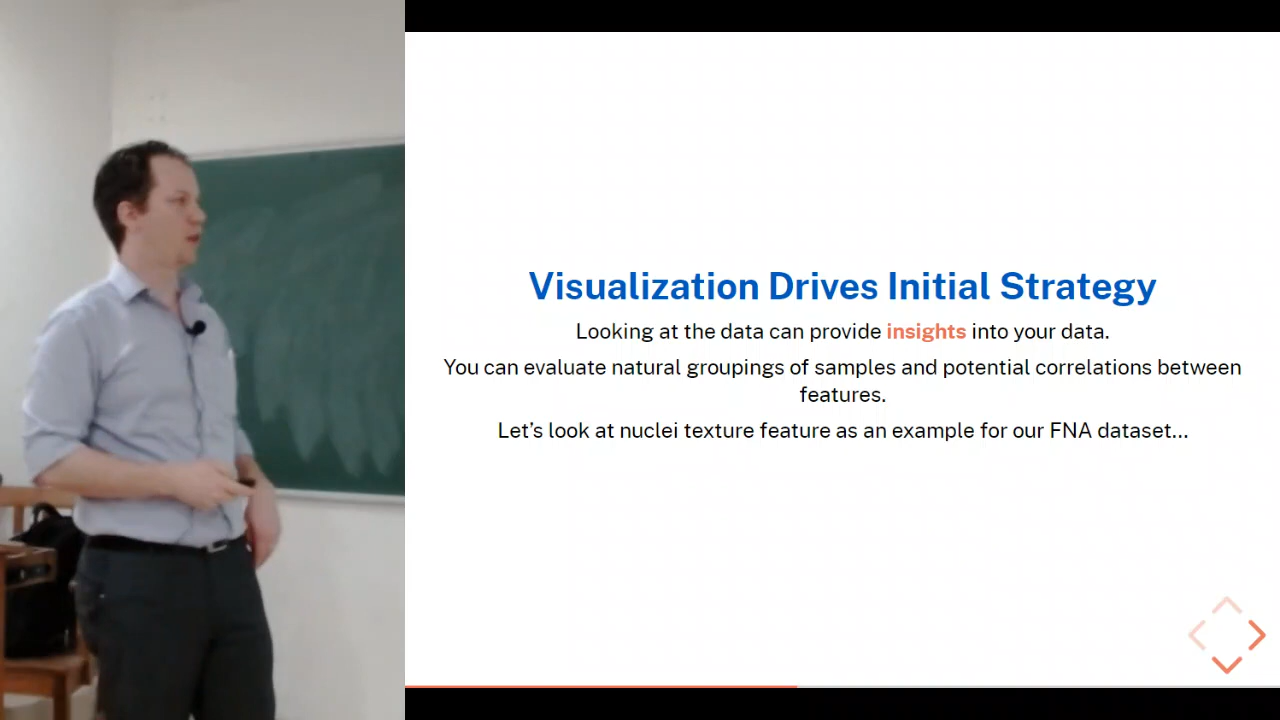 Visualization Drives Initial Strategy
Looking at the data can provide insights into your data.
You can evaluate natural groupings of samples and potential correlations between
features.
Let's look at nuclei texture feature as an example for our FNA dataset...